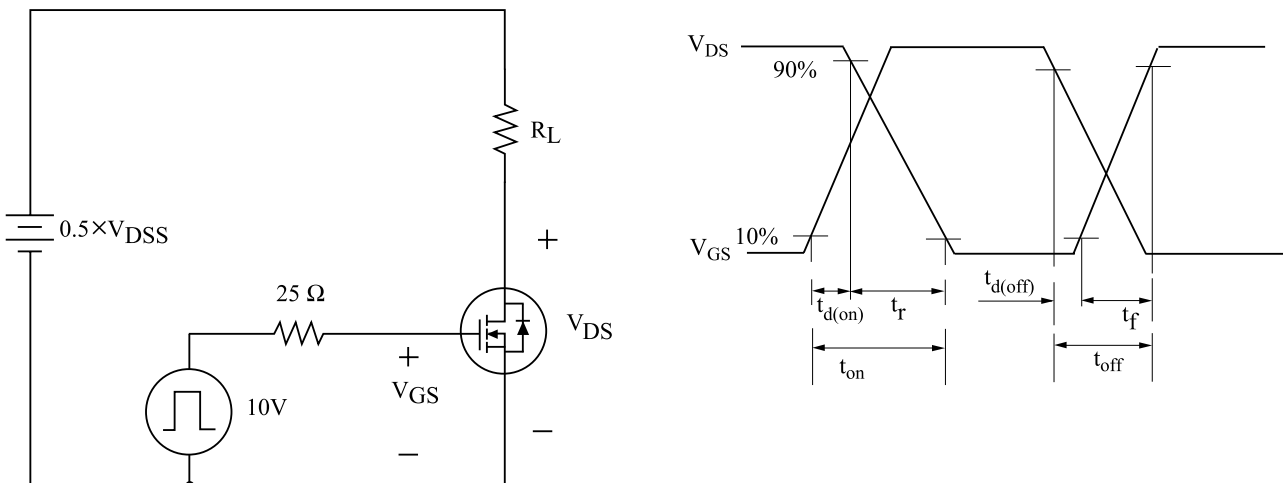 R_L
0.5×V_DSS
+
25 Ω
V_DS
+
V_GS
10V
−
−
V_DS
90%
V_GS
10%
t_d(on)
t_r
t_on
t_d(off)
t_f
t_off